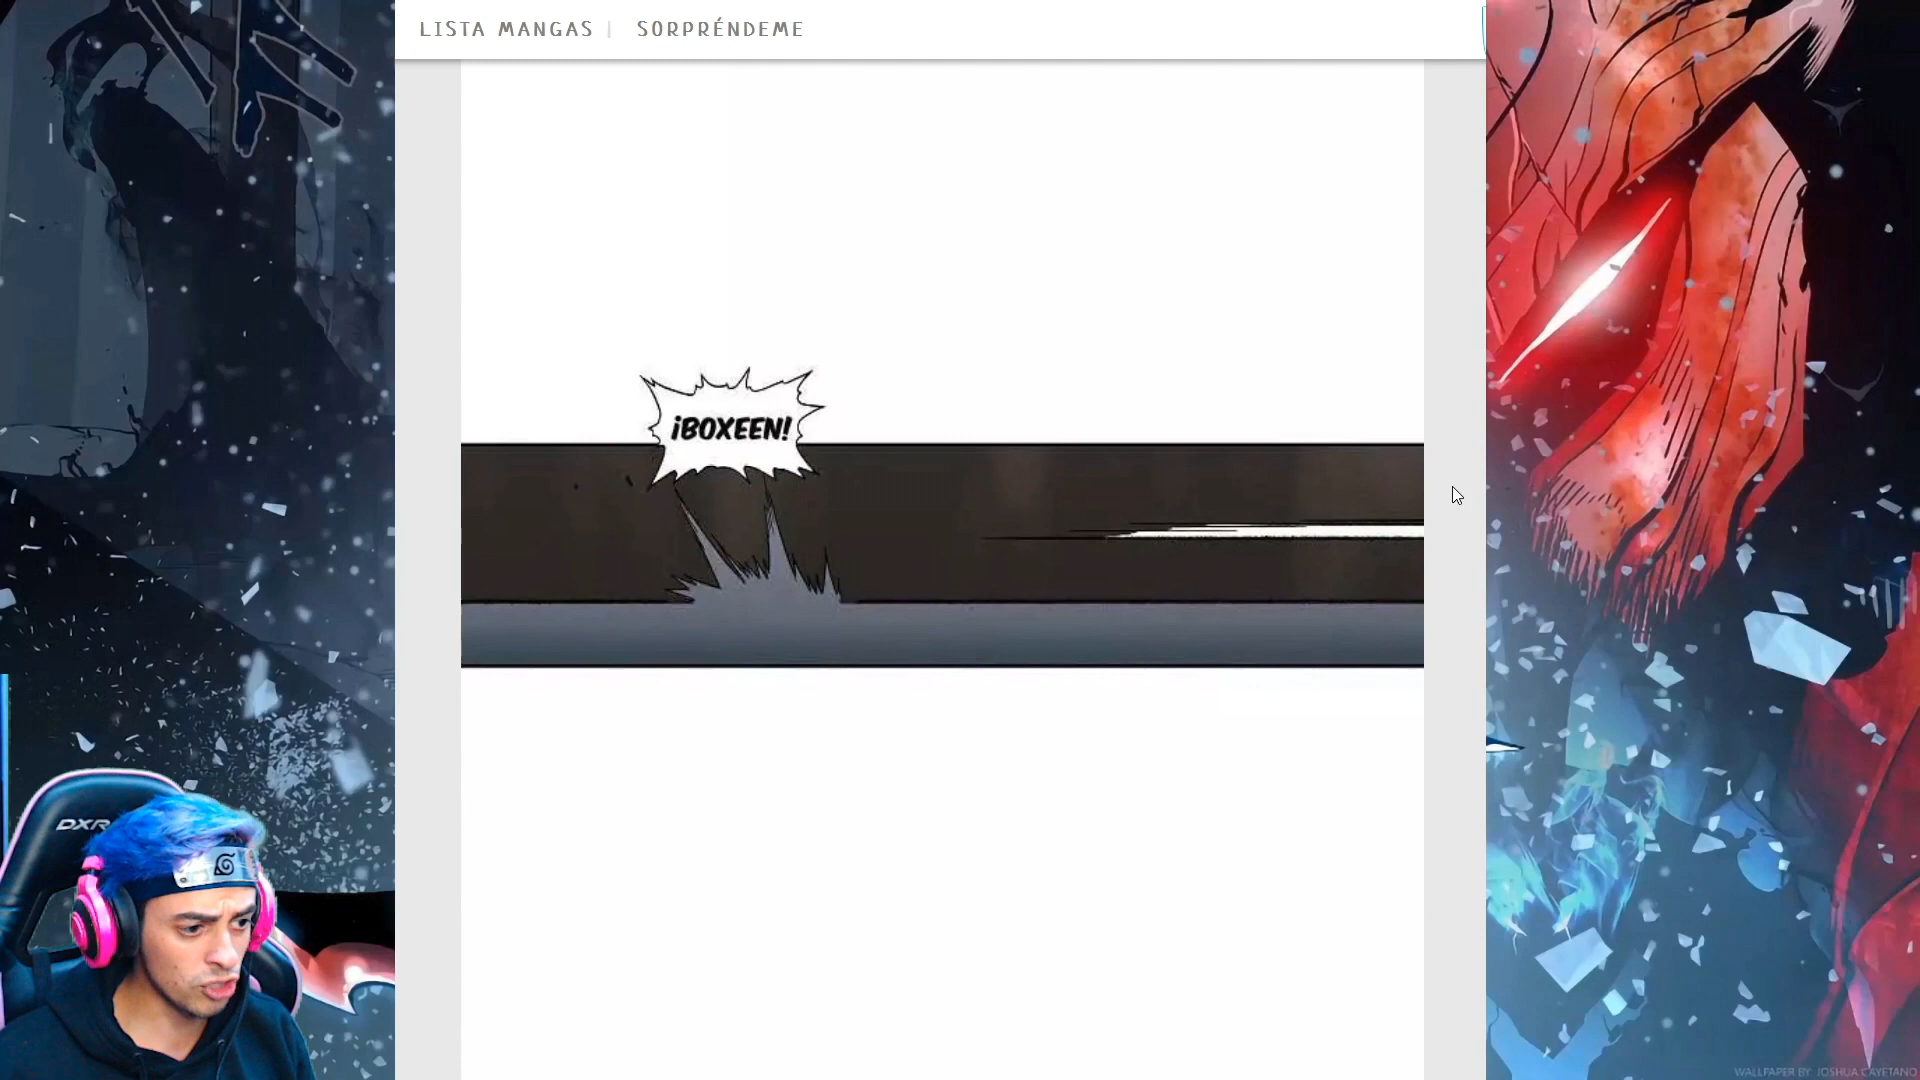 LISTA MANGAS | SORPRÉNDEME
¡BOXEEN!
DXR
WALLPAPER BY: JOSHUA CAYETANO